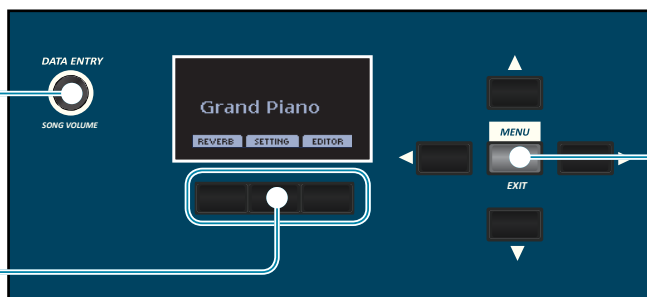 DATA ENTRY
SONG VOLUME
Grand Piano
REVERB SETTING EDITOR
MENU
EXIT